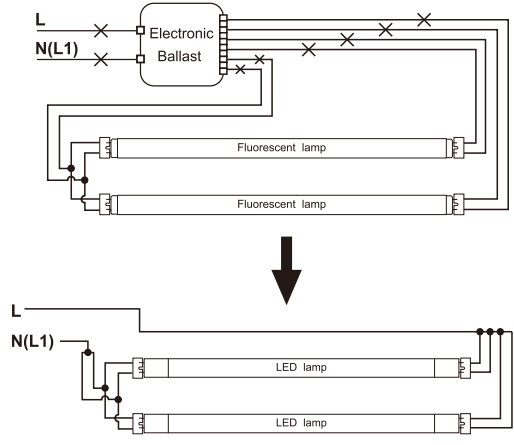 L
N(L1)
Electronic
Ballast
Fluorescent lamp
Fluorescent lamp
L
N(L1)
LED lamp
LED lamp